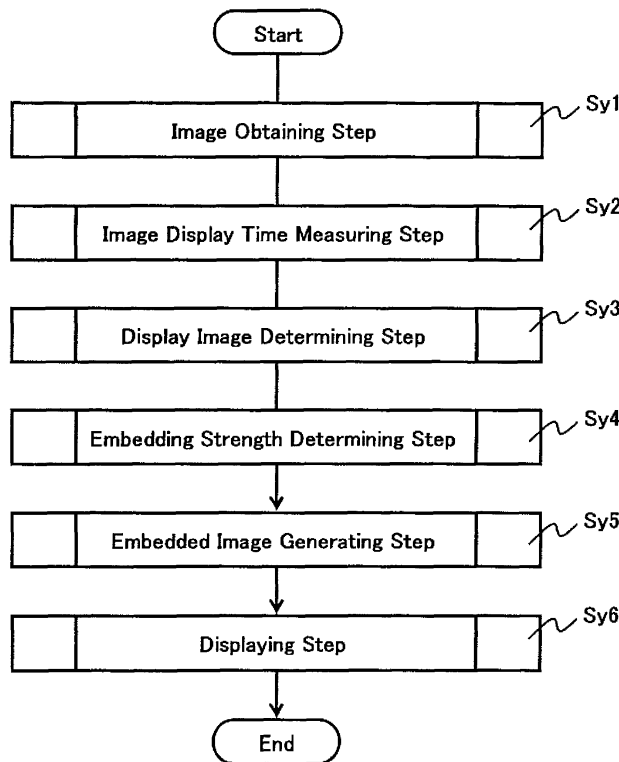 Start
Image Obtaining Step
Sy1
Image Display Time Measuring Step
Sy2
Display Image Determining Step
Sy3
Embedding Strength Determining Step
Sy4
Embedded Image Generating Step
Sy5
Displaying Step
Sy6
End